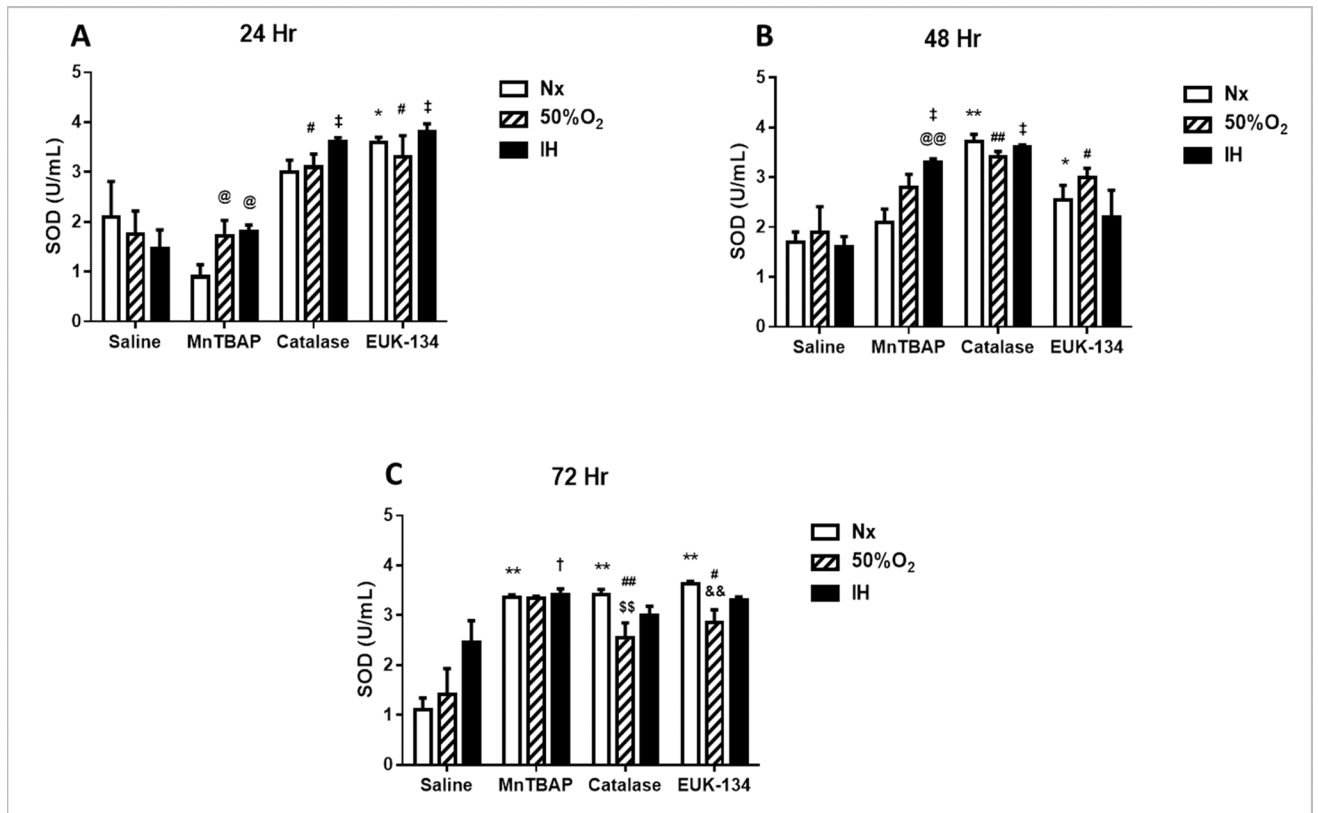 A
24 Hr
SOD (U/mL)
5
4
3
2
1
0
@
@
#
‡
*
#
‡
Saline
MnTBAP
Catalase
EUK-134
Nx
50%O₂
IH
B
48 Hr
SOD (U/mL)
5
4
3
2
1
0
‡
@@
**
##
‡
*
#
Saline
MnTBAP
Catalase
EUK-134
Nx
50%O₂
IH
C
72 Hr
SOD (U/mL)
5
4
3
2
1
0
**
†
**
##
$$
**
#
&&
Saline
MnTBAP
Catalase
EUK-134
Nx
50%O₂
IH